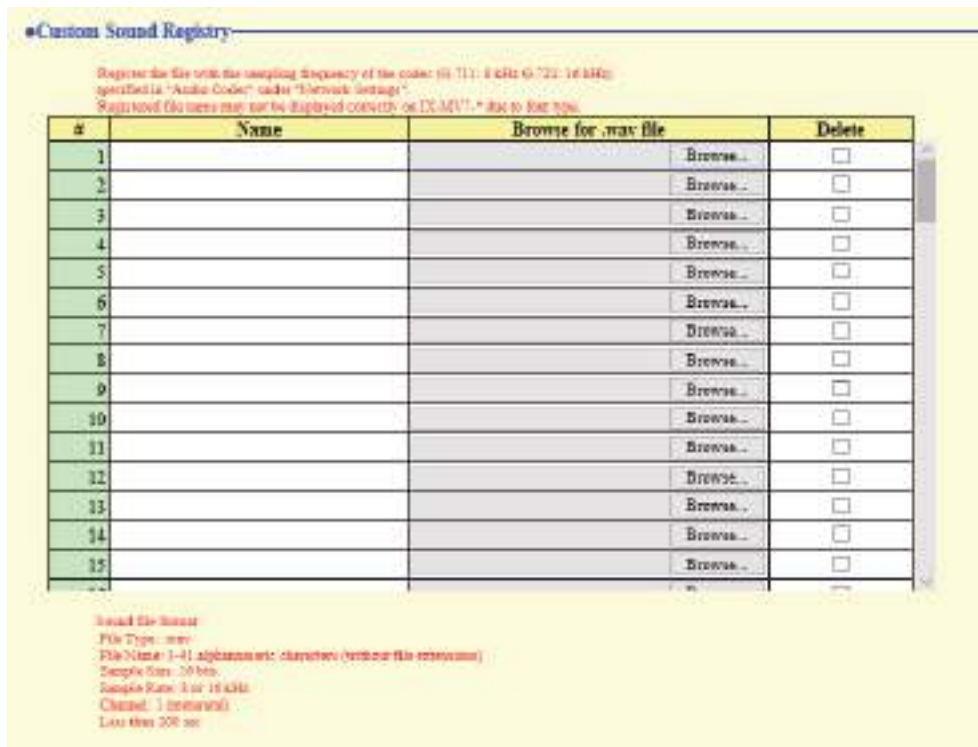 ●Custom Sound Registry
Register the file with the sampling frequency of the codec (G.711: 8 kHz G.722: 16 kHz)
specified in "Audio Codec" under "Network Settings".
Registered file name may not be displayed correctly on IX-MV7-* due to font type.
# Name Browse for .wav file Delete
1 Browse...
2 Browse...
3 Browse...
4 Browse...
5 Browse...
6 Browse...
7 Browse...
8 Browse...
9 Browse...
10 Browse...
11 Browse...
12 Browse...
13 Browse...
14 Browse...
15 Browse...
Sound file format
File Type: .wav
File Name: 1-41 alphanumeric characters (without file extensions)
Sample Size: 16 bits
Sample Rate: 8 or 16 kHz
Channel: 1 (monaural)
Less than 200 sec